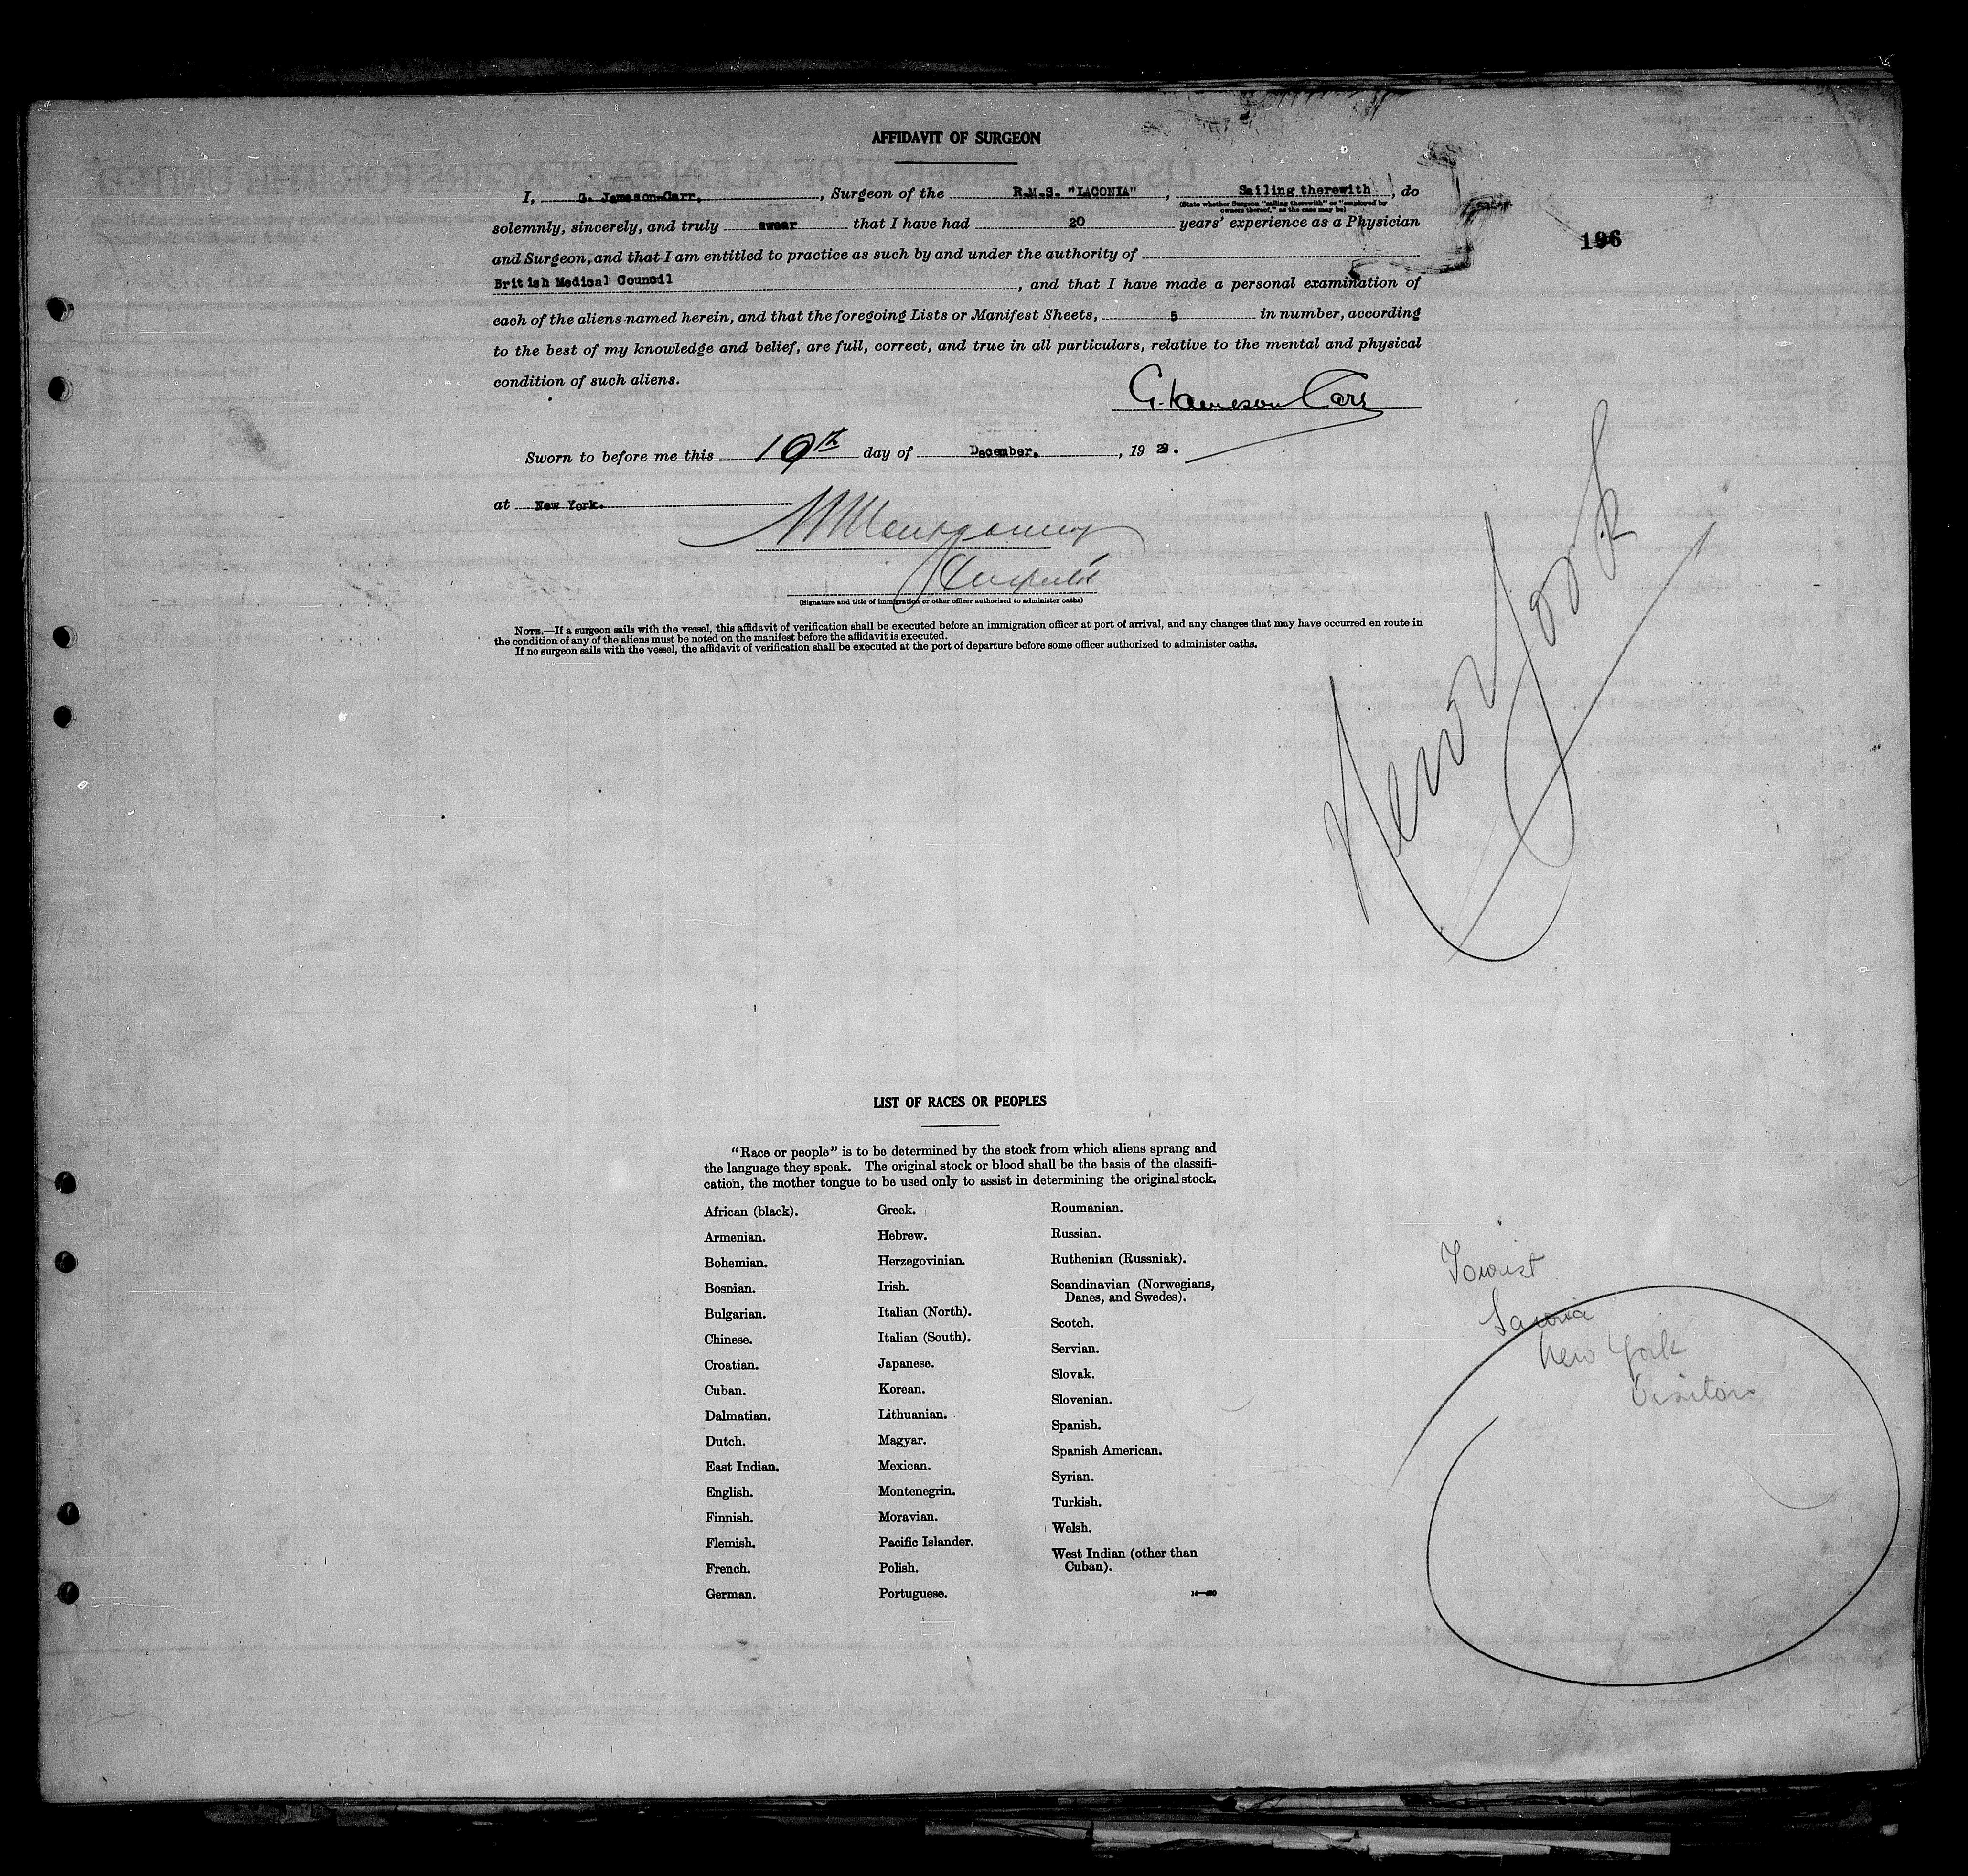 AFFIDAVIT OF SURGEON
I, G. Jameson-Carr, , Surgeon of the R.M.S. "LACONIA" , Sailing therewith , do
(State whether Surgeon "sailing therewith" or "employed by
owners thereof," as the case may be)
solemnly, sincerely, and truly swear that I have had 20 years' experience as a Physician
196
and Surgeon, and that I am entitled to practice as such by and under the authority of
British Medical Council , and that I have made a personal examination of
each of the aliens named herein, and that the foregoing Lists or Manifest Sheets, 5 in number, according
to the best of my knowledge and belief, are full, correct, and true in all particulars, relative to the mental and physical
condition of such aliens.
G. Jameson Carr
Sworn to before me this 10th day of December. , 19 29.
at New York.
Montgomery
Inspector
(Signature and title of immigration or other officer authorized to administer oaths)
NOTE.—If a surgeon sails with the vessel, this affidavit of verification shall be executed before an immigration officer at port of arrival, and any changes that may have occurred en route in
the condition of any of the aliens must be noted on the manifest before the affidavit is executed.
If no surgeon sails with the vessel, the affidavit of verification shall be executed at the port of departure before some officer authorized to administer oaths.
New York
LIST OF RACES OR PEOPLES
"Race or people" is to be determined by the stock from which aliens sprang and
the language they speak. The original stock or blood shall be the basis of the classifi-
cation, the mother tongue to be used only to assist in determining the original stock.
African (black).
Armenian.
Bohemian.
Bosnian.
Bulgarian.
Chinese.
Croatian.
Cuban.
Dalmatian.
Dutch.
East Indian.
English.
Finnish.
Flemish.
French.
German.
Greek.
Hebrew.
Herzegovinian.
Irish.
Italian (North).
Italian (South).
Japanese.
Korean.
Lithuanian.
Magyar.
Mexican.
Montenegrin.
Moravian.
Pacific Islander.
Polish.
Portuguese.
Roumanian.
Russian.
Ruthenian (Russniak).
Scandinavian (Norwegians,
Danes, and Swedes).
Scotch.
Servian.
Slovak.
Slovenian.
Spanish.
Spanish American.
Syrian.
Turkish.
Welsh.
West Indian (other than
Cuban).
14—430
Tourist
Laconia
New York
Visitors